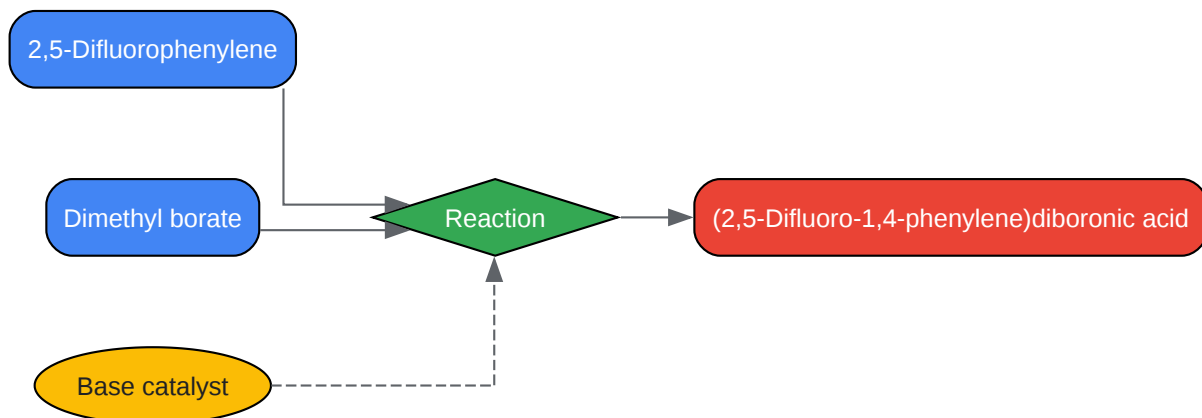 2,5-Difluorophenylene
Dimethyl borate
Reaction
(2,5-Difluoro-1,4-phenylene)diboronic acid
Base catalyst